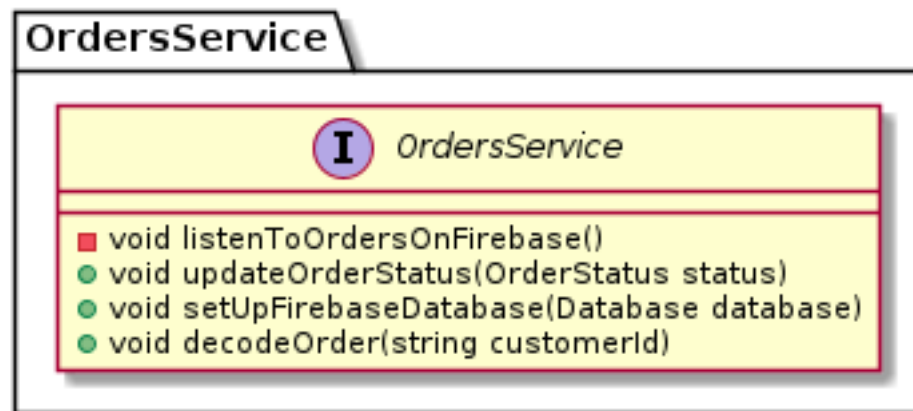 OrdersService
I OrdersService
void listenToOrdersOnFirebase()
void updateOrderStatus(OrderStatus status)
void setUpFirebaseDatabase(Database database)
void decodeOrder(string customerId)